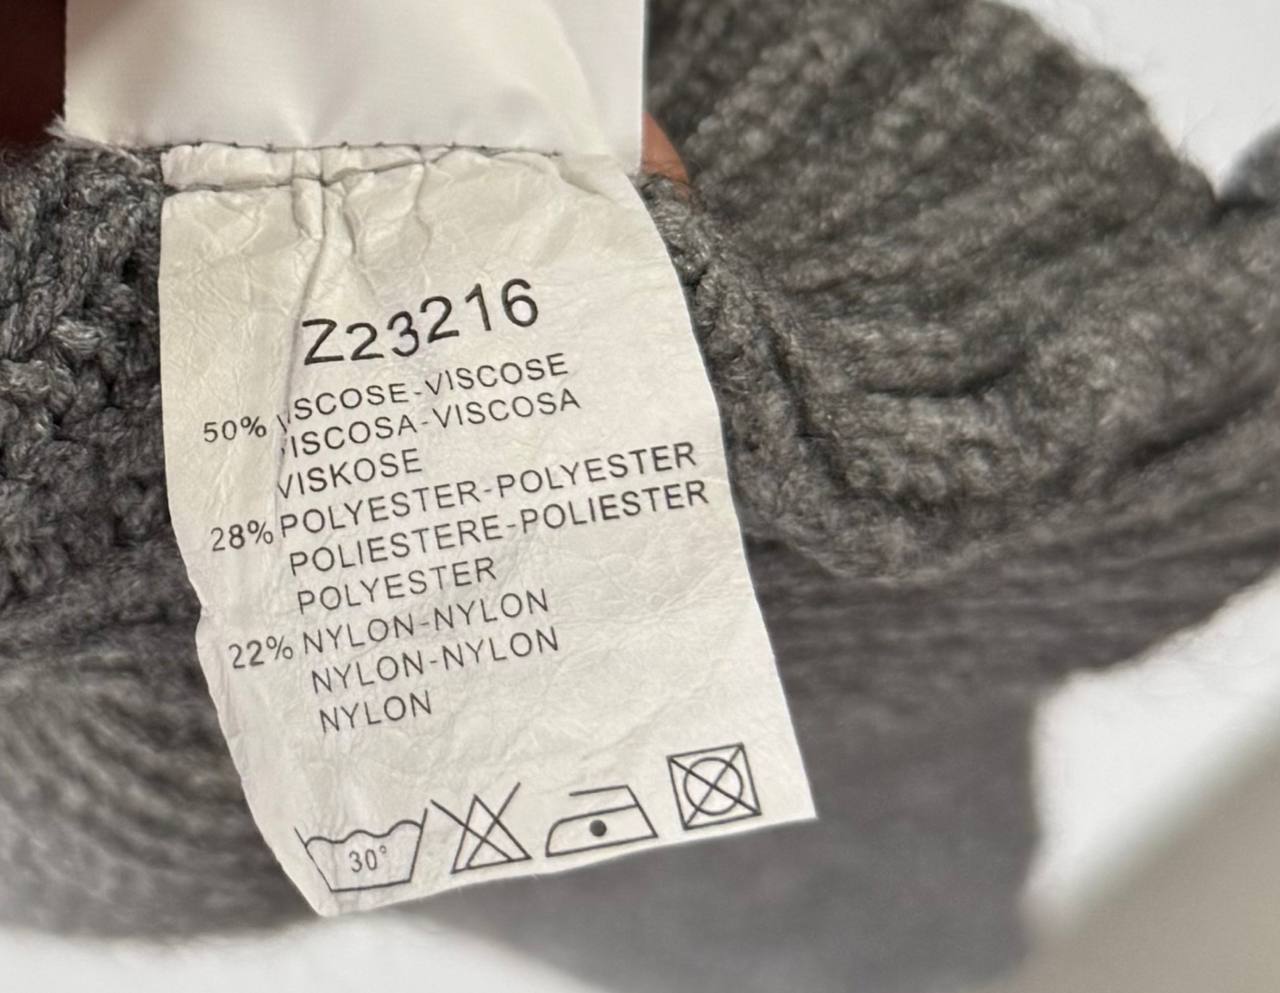 Z23216
50% VISCOSE-VISCOSE
VISCOSA-VISCOSA
VISKOSE
28% POLYESTER-POLYESTER
POLIESTERE-POLIESTER
POLYESTER
22% NYLON-NYLON
NYLON-NYLON
NYLON
30°